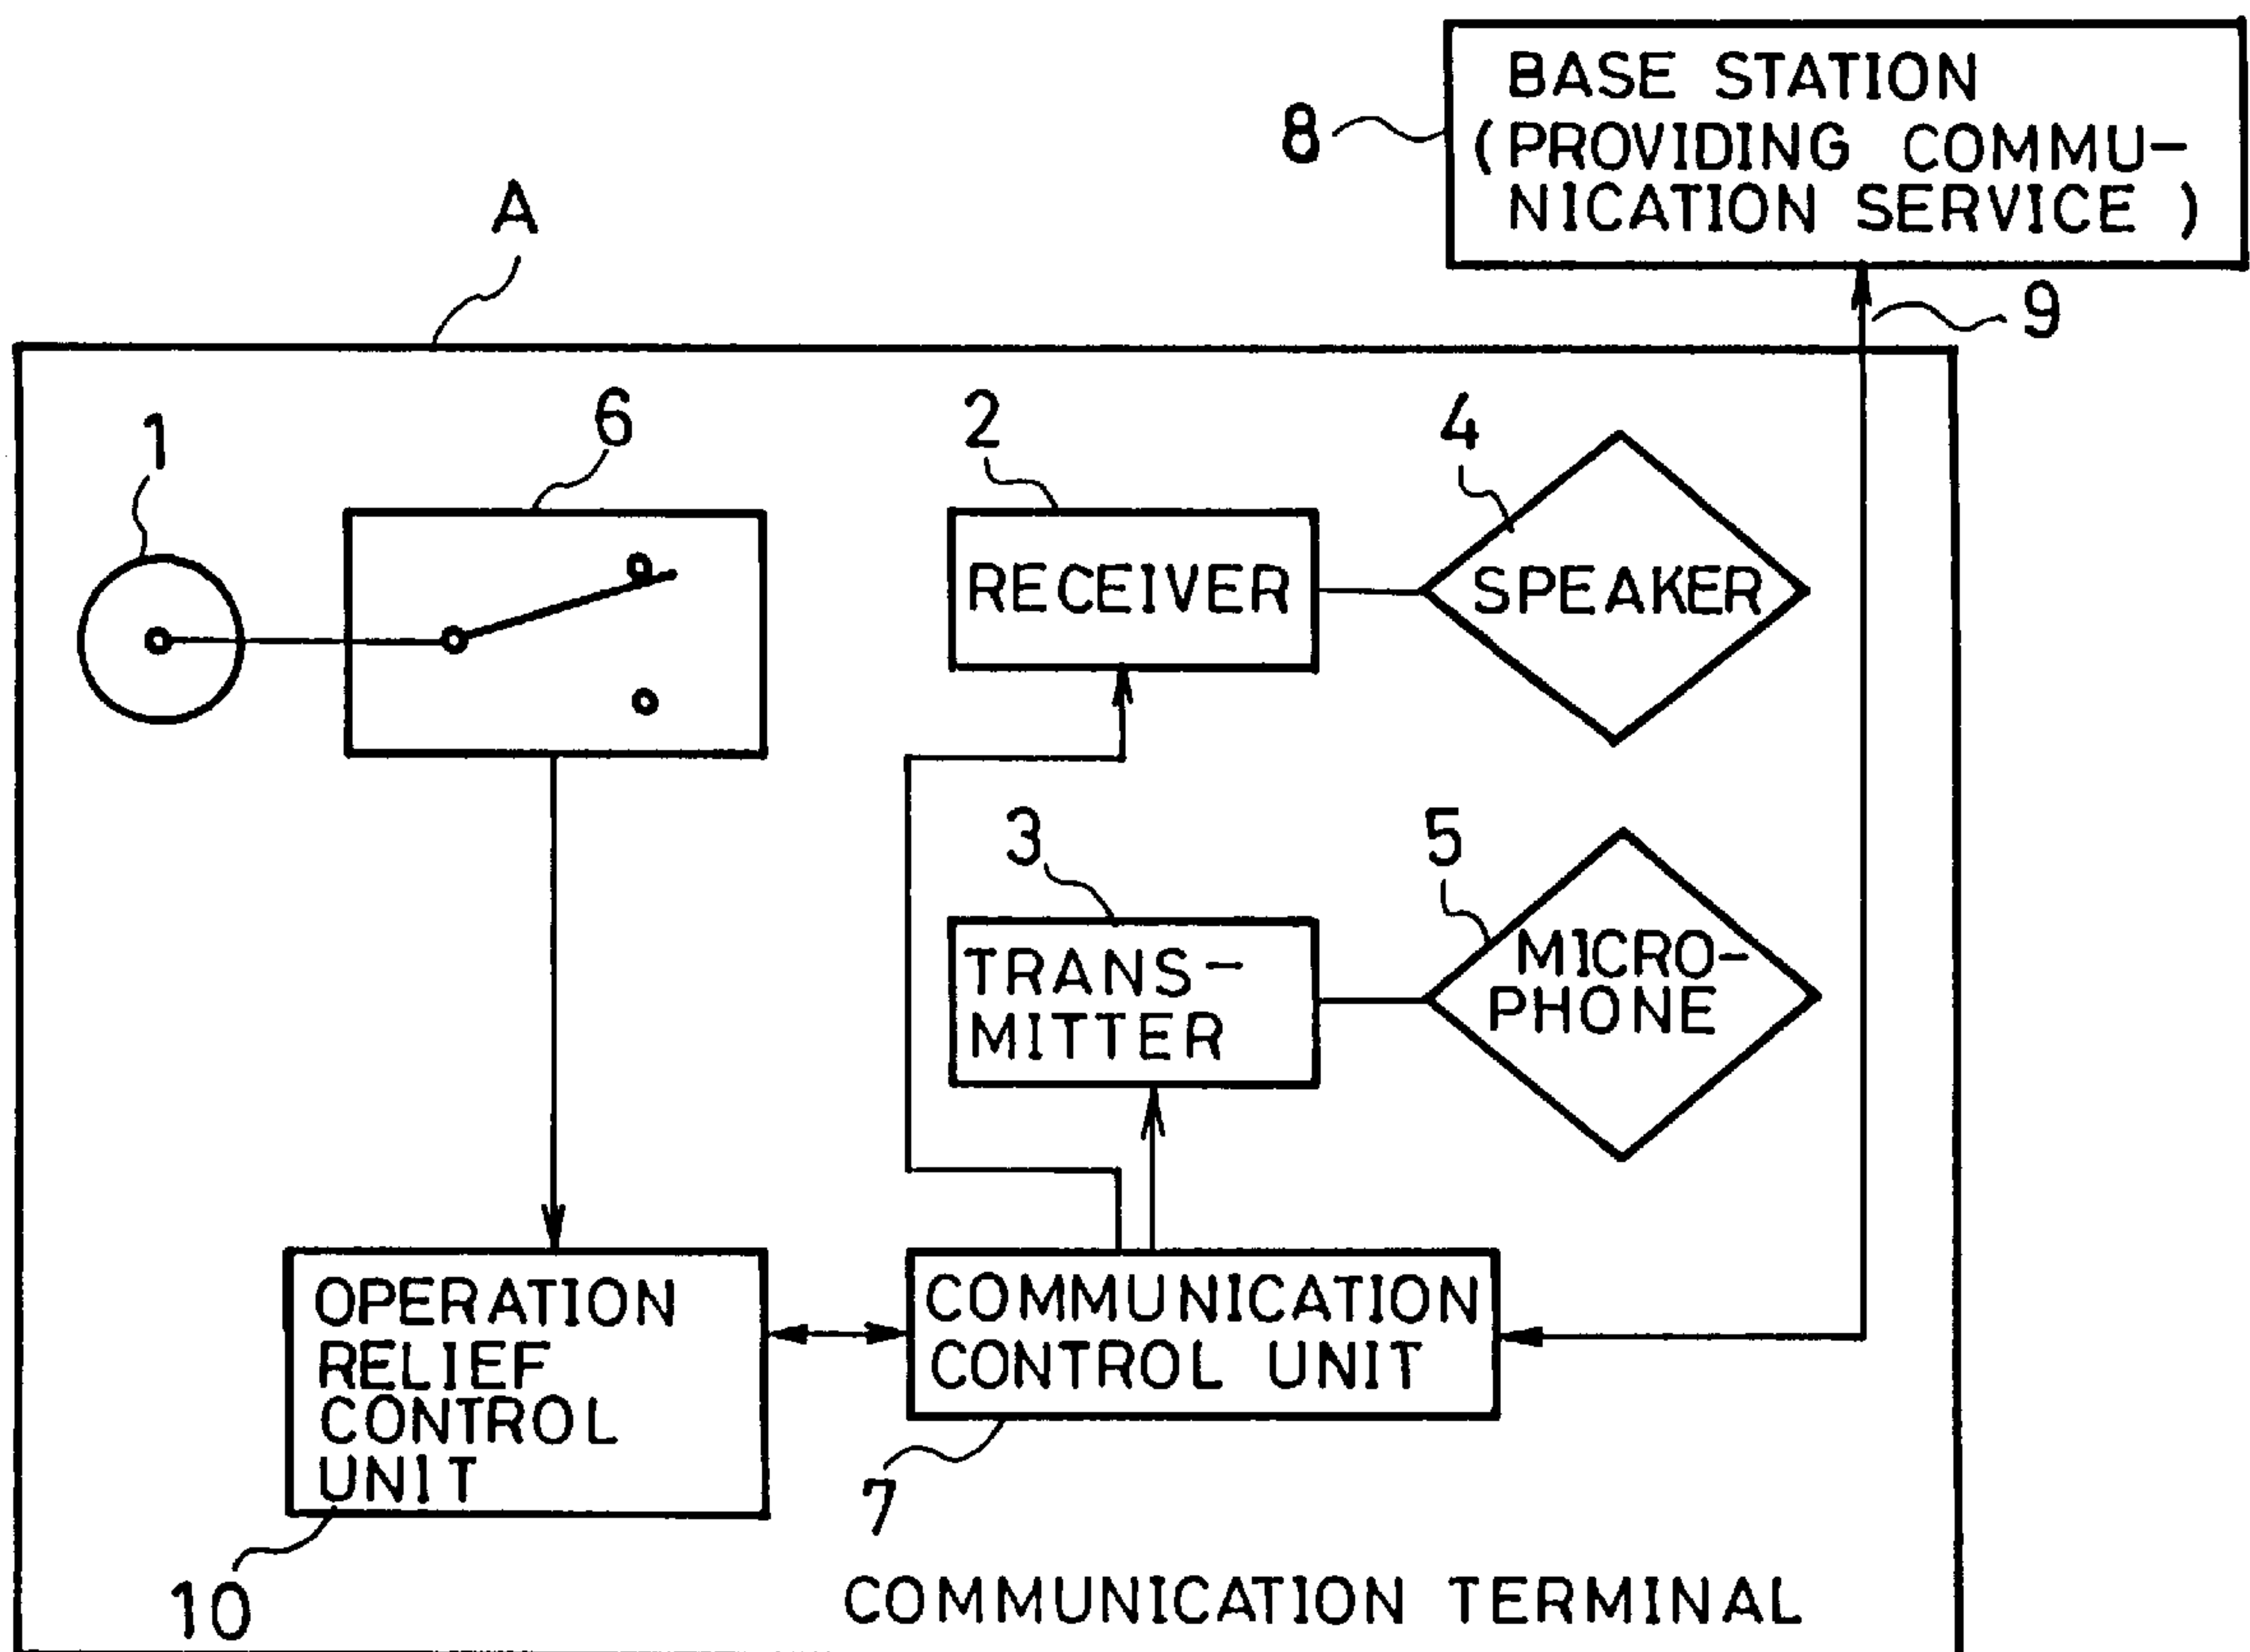 BASE STATION
(PROVIDING COMMU-
NICATION SERVICE )
8
A
9
1
6
2
4
RECEIVER
SPEAKER
3
5
TRANS-
MITTER
MICRO-
PHONE
OPERATION
RELIEF
CONTROL
UNIT
COMMUNICATION
CONTROL UNIT
7
10
COMMUNICATION TERMINAL